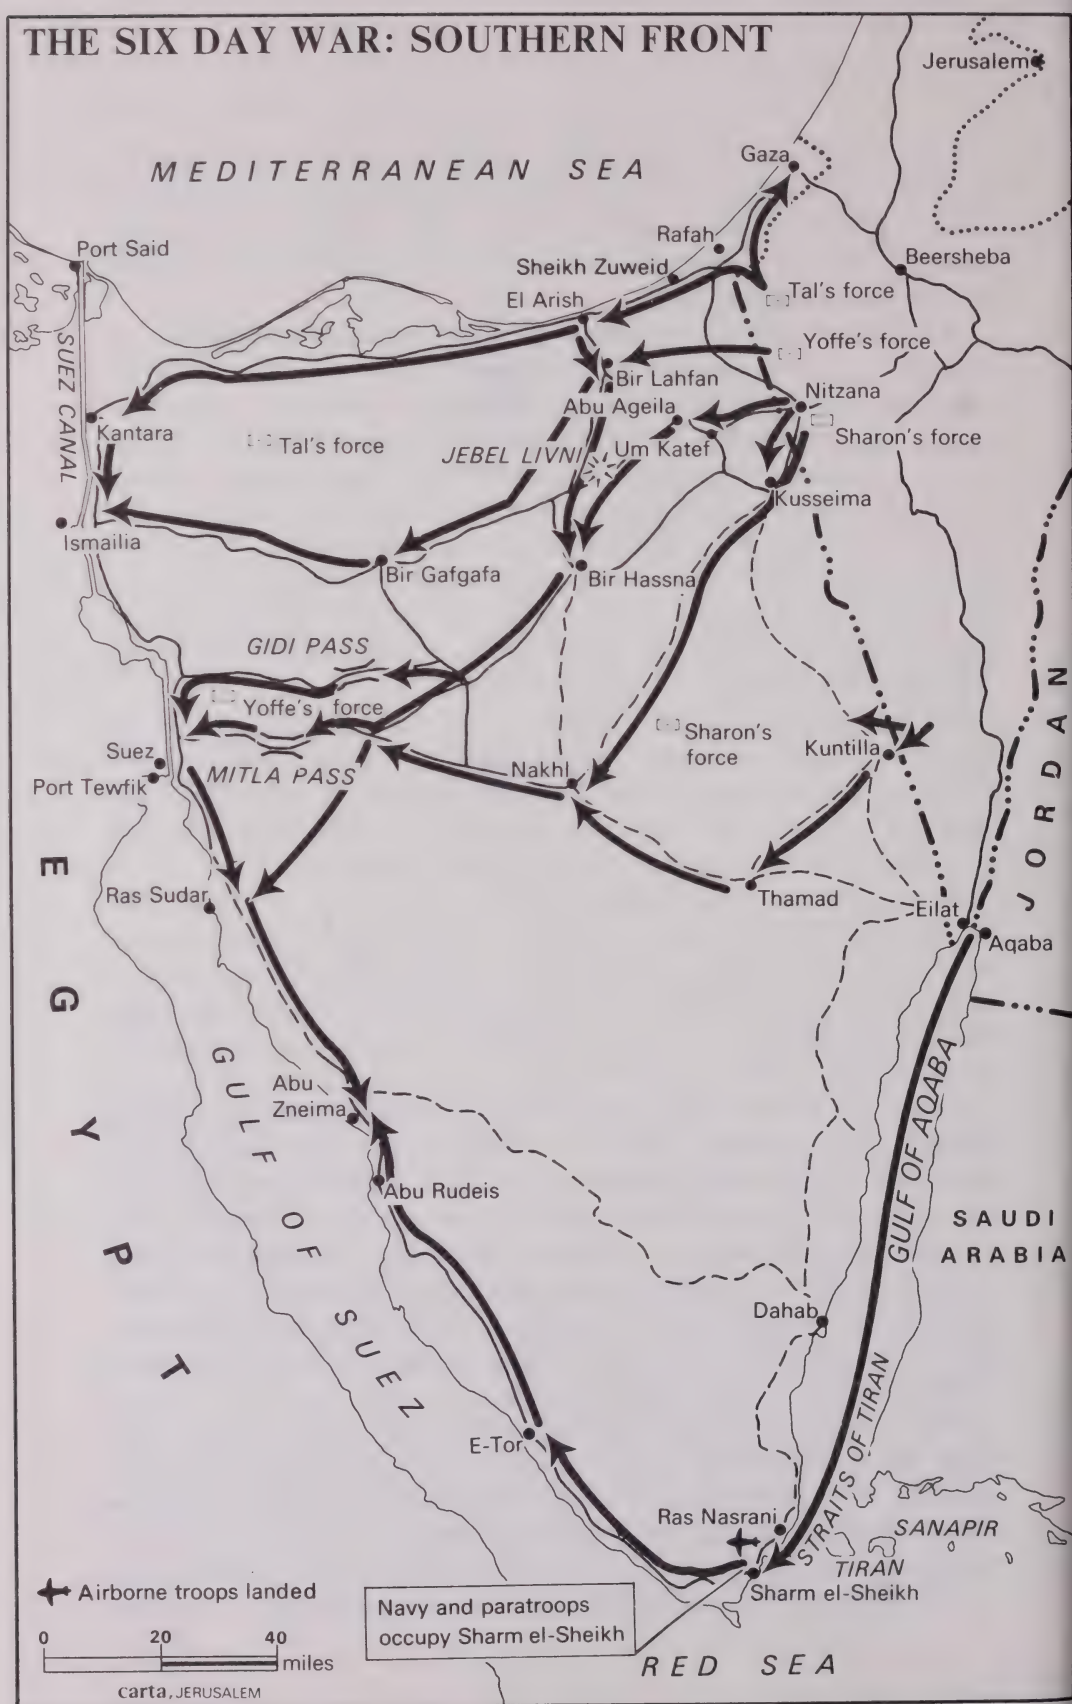 THE SIX DAY WAR: SOUTHERN FRONT
Jerusalem
MEDITERRANEAN SEA
Gaza
Rafah
Port Said
Sheikh Zuweid
Beersheba
El Arish
Tal's force
SUEZ CANAL
Yoffe's force
Bir Lahfan
Nitzana
Abu Ageila
Kantara
Tal's force
JEBEL LIVNI
Um Katef
Sharon's force
Kusseima
Ismailia
Bir Gafgafa
Bir Hassna
GIDI PASS
JORDAN
Yoffe's force
Sharon's
force
Suez
Kuntilla
Port Tewfik
MITLA PASS
Nakhl
EGYPT
Ras Sudar
Thamad
Eilat
Aqaba
GULF OF SUEZ
GULF OF AQABA
Abu
Zneima
Abu Rudeis
SAUDI
ARABIA
Dahab
STRAITS OF TIRAN
E-Tor
Ras Nasrani
SANAPIR
TIRAN
Sharm el-Sheikh
Airborne troops landed
Navy and paratroops
occupy Sharm el-Sheikh
0 20 40
miles
RED SEA
carta, JERUSALEM